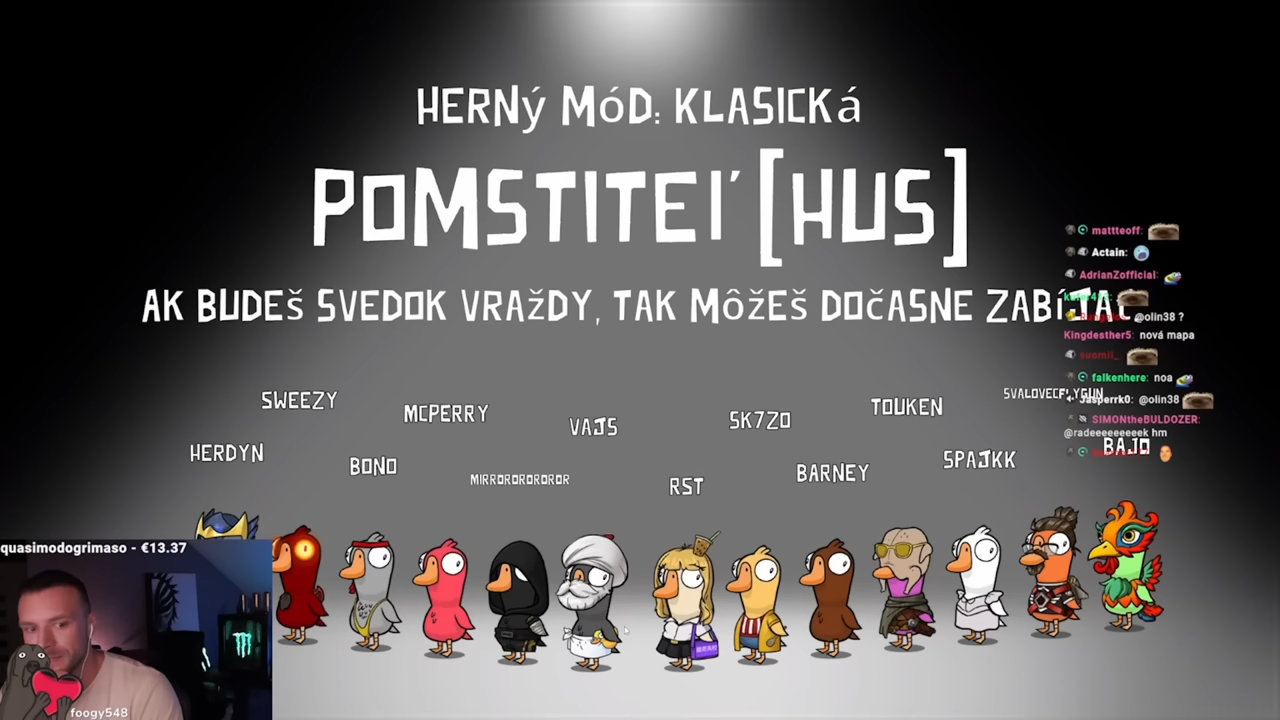 HERNÝ MÓD: KLASICKÁ
POMSTITEĽ [HUS]
AK BUDEŠ SVEDOK VRAŽDY, TAK MÔŽEŠ DOČASNE ZABÍJAŤ
mattteoff:
Actain:
AdrianZofficial:
@olin38 ?
Kingdesther5: nová mapa
falkenhere: noa
Jasperrk0: @olin38
SIMONtheBULDOZER:
@radeeeeeeeeek hm
SWEEZY
MCPERRY
VAJS
SK7ZO
TOUKEN
SVALOVECFLYGUN
HERDYN
BONO
MIRRORORORORO​R
RST
BARNEY
SPAJKK
BAJO
quasimodogrimaso - €13.37
foogy548